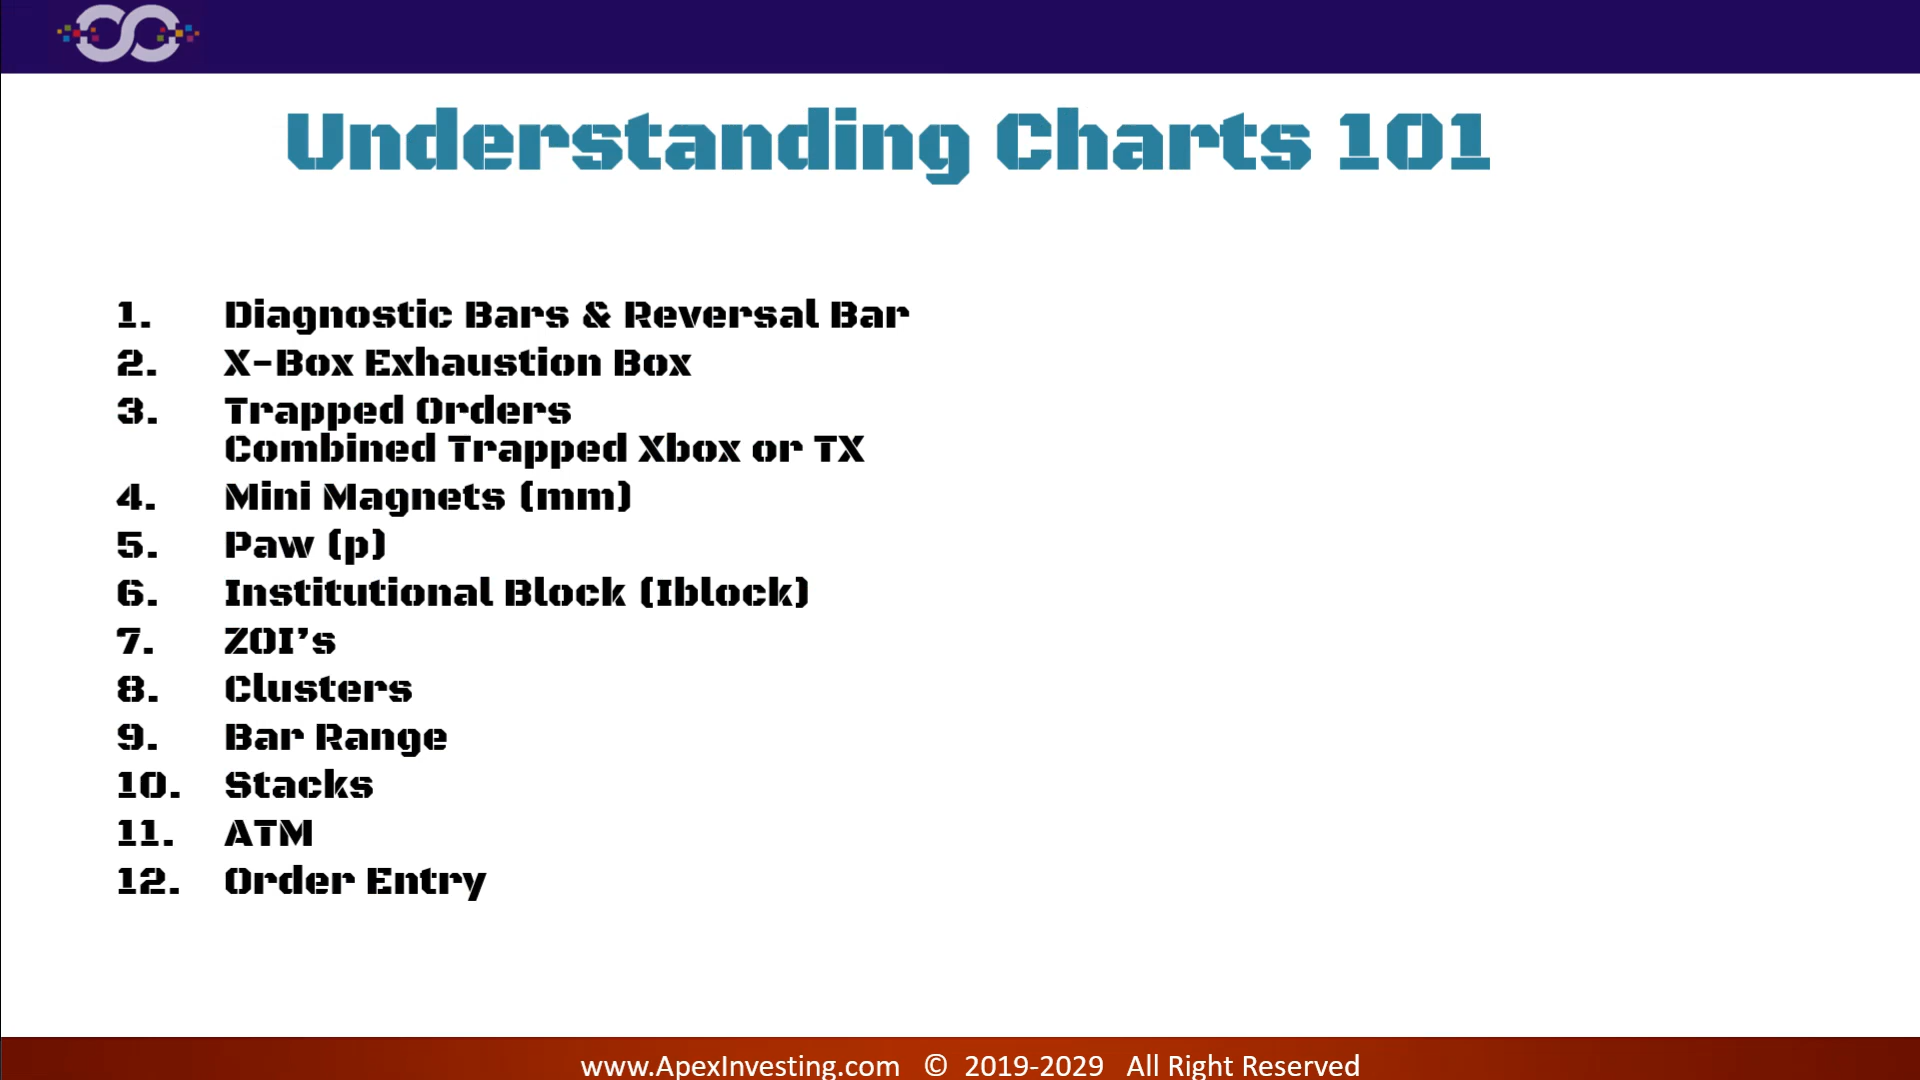 Understanding Charts 101
1. Diagnostic Bars & Reversal Bar
2. X-Box Exhaustion Box
3. Trapped Orders
Combined Trapped Xbox or TX
4. Mini Magnets (mm)
5. Paw (p)
6. Institutional Block (Iblock)
7. ZOI’s
8. Clusters
9. Bar Range
10. Stacks
11. ATM
12. Order Entry
www.ApexInvesting.com © 2019-2029 All Right Reserved